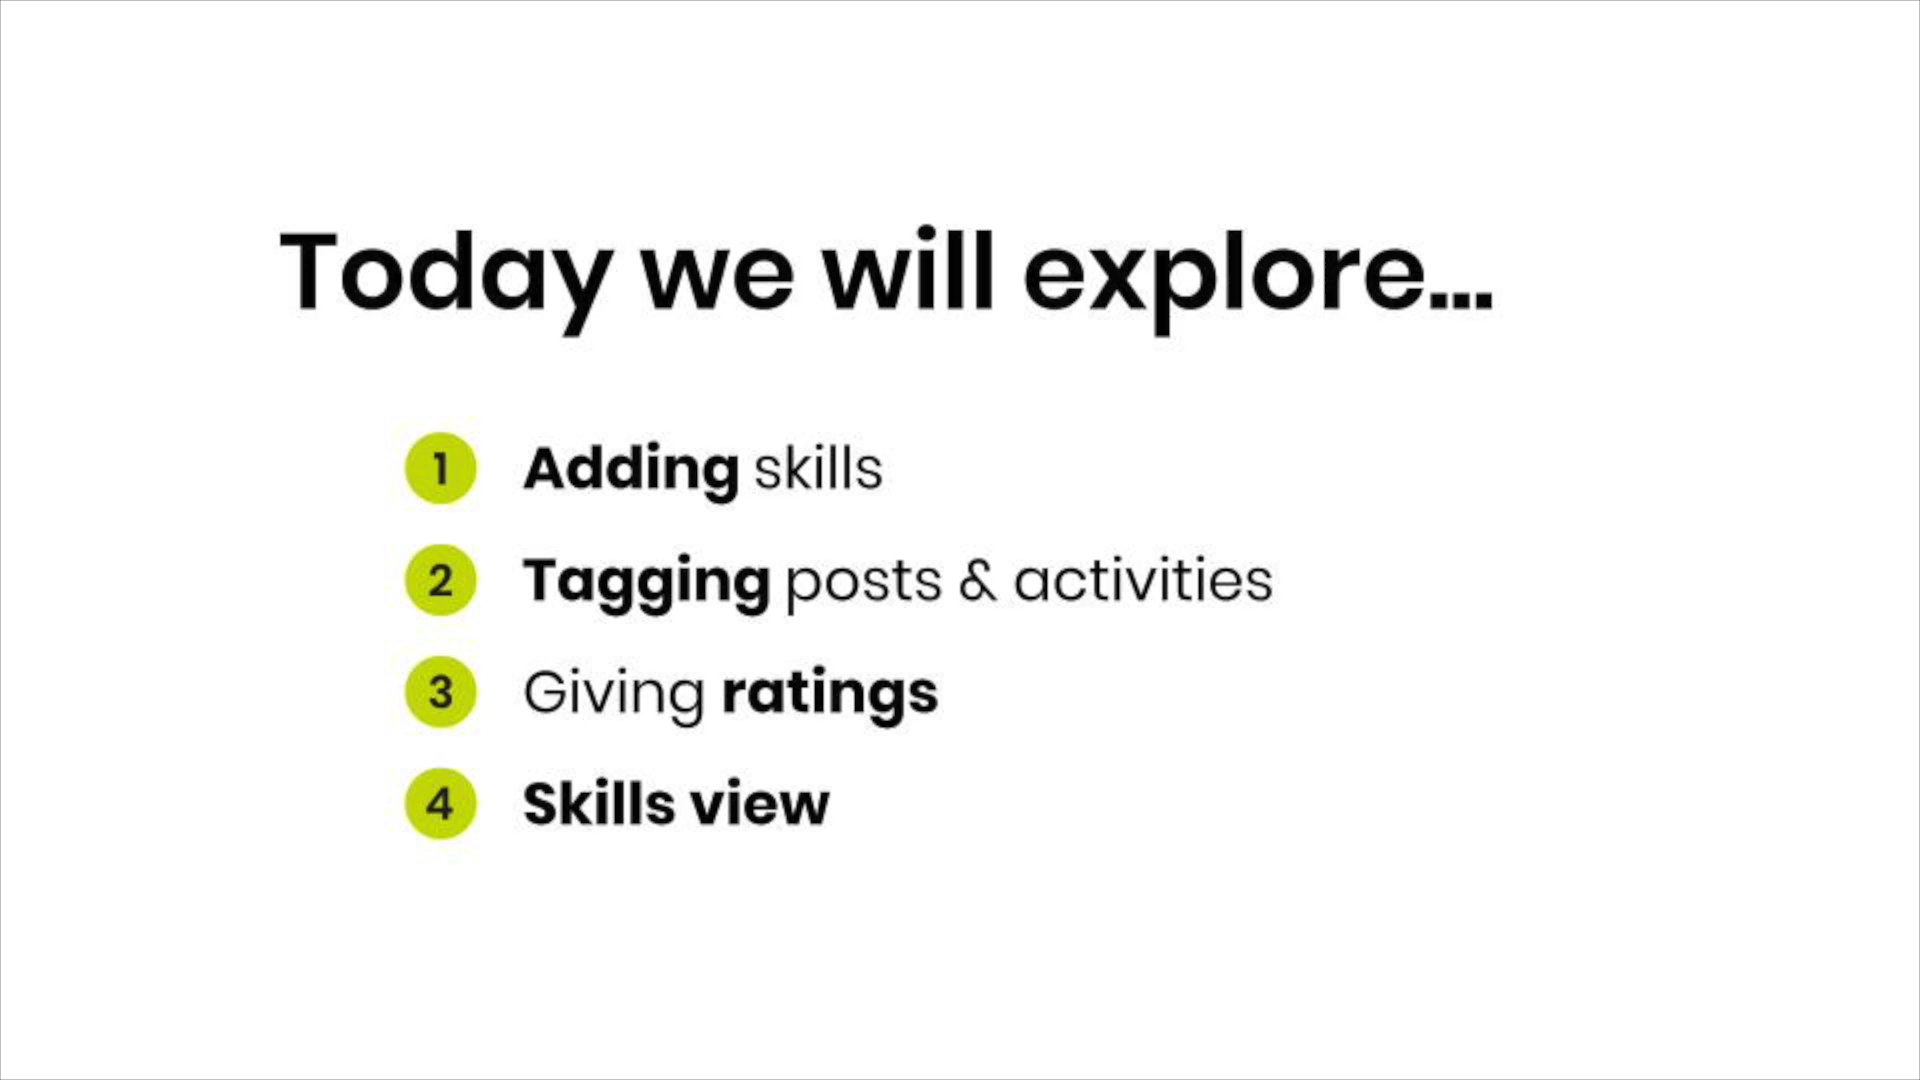 Today we will explore...
1 Adding skills
2 Tagging posts & activities
3 Giving ratings
4 Skills view